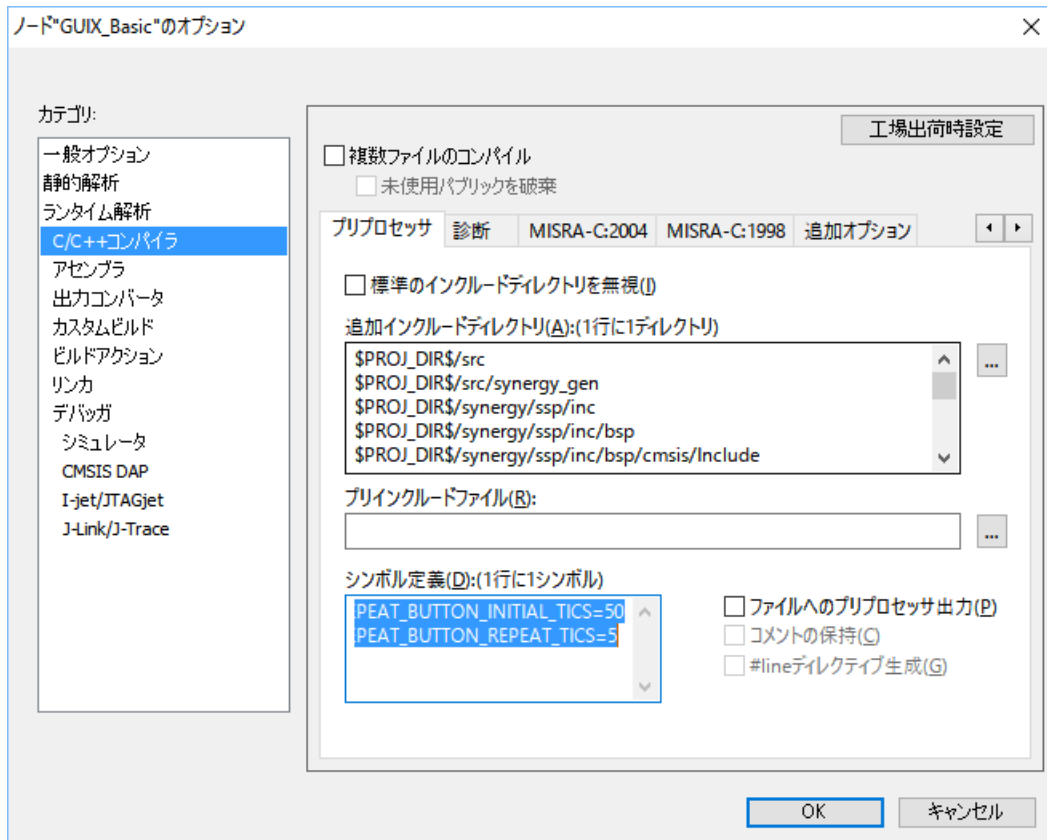 ノード"GUIX_Basic"のオプション
カテゴリ:
一般オプション
静的解析
ランタイム解析
C/C++コンパイラ
アセンブラ
出力コンバータ
カスタムビルド
ビルドアクション
リンカ
デバッガ
シミュレータ
CMSIS DAP
I-jet/JTAGjet
J-Link/J-Trace
工場出荷時設定
複数ファイルのコンパイル
未使用パブリックを破棄
プリプロセッサ 診断 MISRA-C:2004 MISRA-C:1998 追加オプション
標準のインクルードディレクトリを無視(I)
追加インクルードディレクトリ(A):(1行に1ディレクトリ)
$PROJ_DIR$/src
$PROJ_DIR$/src/synergy_gen
$PROJ_DIR$/synergy/ssp/inc
$PROJ_DIR$/synergy/ssp/inc/bsp
$PROJ_DIR$/synergy/ssp/inc/bsp/cmsis/Include
...
プリインクルードファイル(R):
...
シンボル定義(D):(1行に1シンボル)
PEAT_BUTTON_INITIAL_TICS=50
PEAT_BUTTON_REPEAT_TICS=5
ファイルへのプリプロセッサ出力(P)
コメントの保持(C)
#lineディレクティブ生成(G)
OK キャンセル